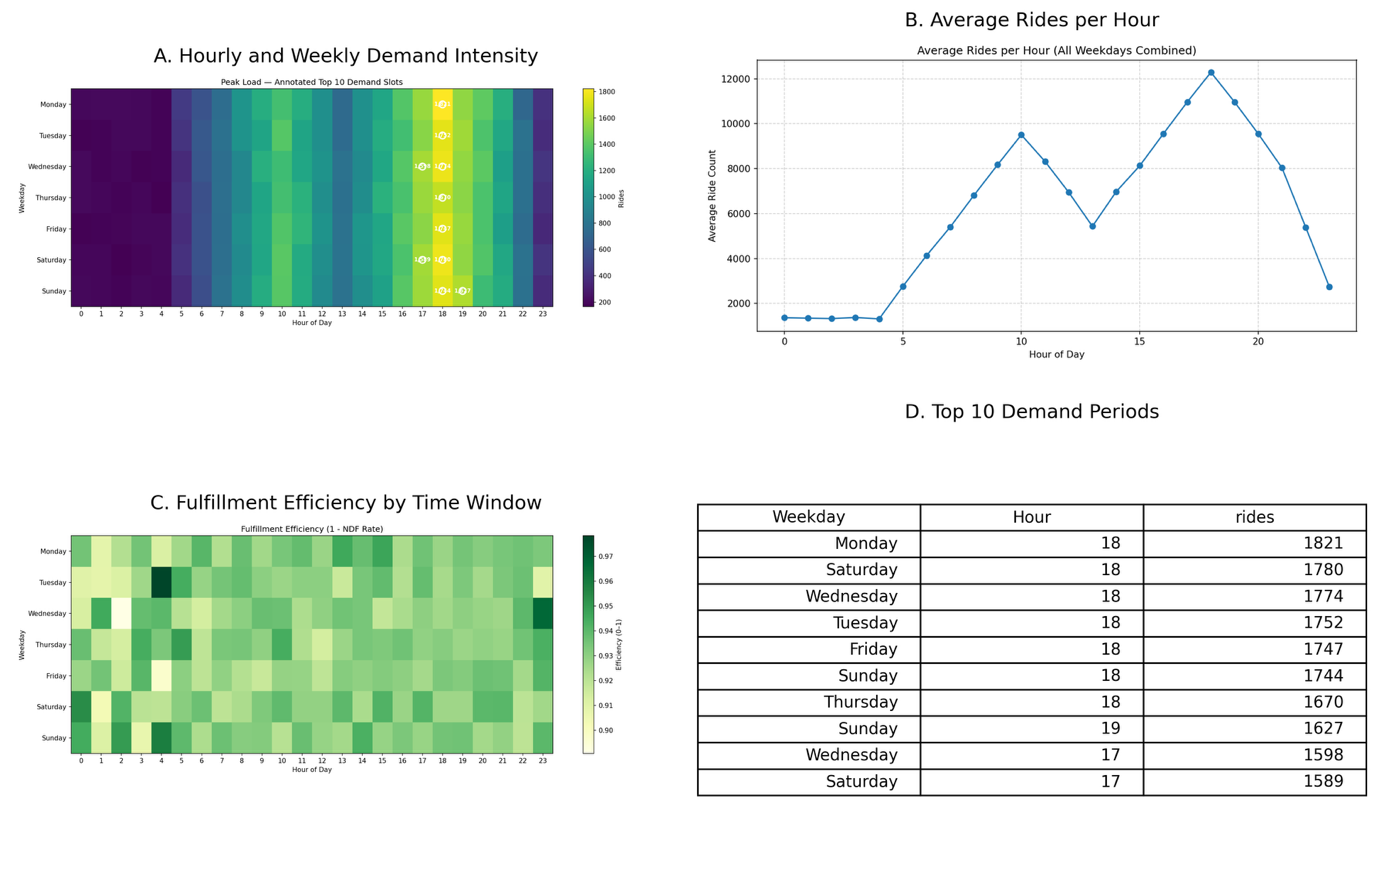 A. Hourly and Weekly Demand Intensity
Peak Load — Annotated Top 10 Demand Slots
Weekday
Monday
Tuesday
Wednesday
Thursday
Friday
Saturday
Sunday
0 1 2 3 4 5 6 7 8 9 10 11 12 13 14 15 16 17 18 19 20 21 22 23
Hour of Day
1800
1600
1400
1200
1000
800
600
400
200
Rides
B. Average Rides per Hour
Average Rides per Hour (All Weekdays Combined)
Average Ride Count
12000
10000
8000
6000
4000
2000
0 5 10 15 20
Hour of Day
C. Fulfillment Efficiency by Time Window
Fulfillment Efficiency (1 - NDF Rate)
Weekday
Monday
Tuesday
Wednesday
Thursday
Friday
Saturday
Sunday
0 1 2 3 4 5 6 7 8 9 10 11 12 13 14 15 16 17 18 19 20 21 22 23
Hour of Day
0.97
0.96
0.95
0.94
0.93
0.92
0.91
0.90
Efficiency (0–1)
D. Top 10 Demand Periods
Weekday Hour rides
Monday 18 1821
Saturday 18 1780
Wednesday 18 1774
Tuesday 18 1752
Friday 18 1747
Sunday 18 1744
Thursday 18 1670
Sunday 19 1627
Wednesday 17 1598
Saturday 17 1589